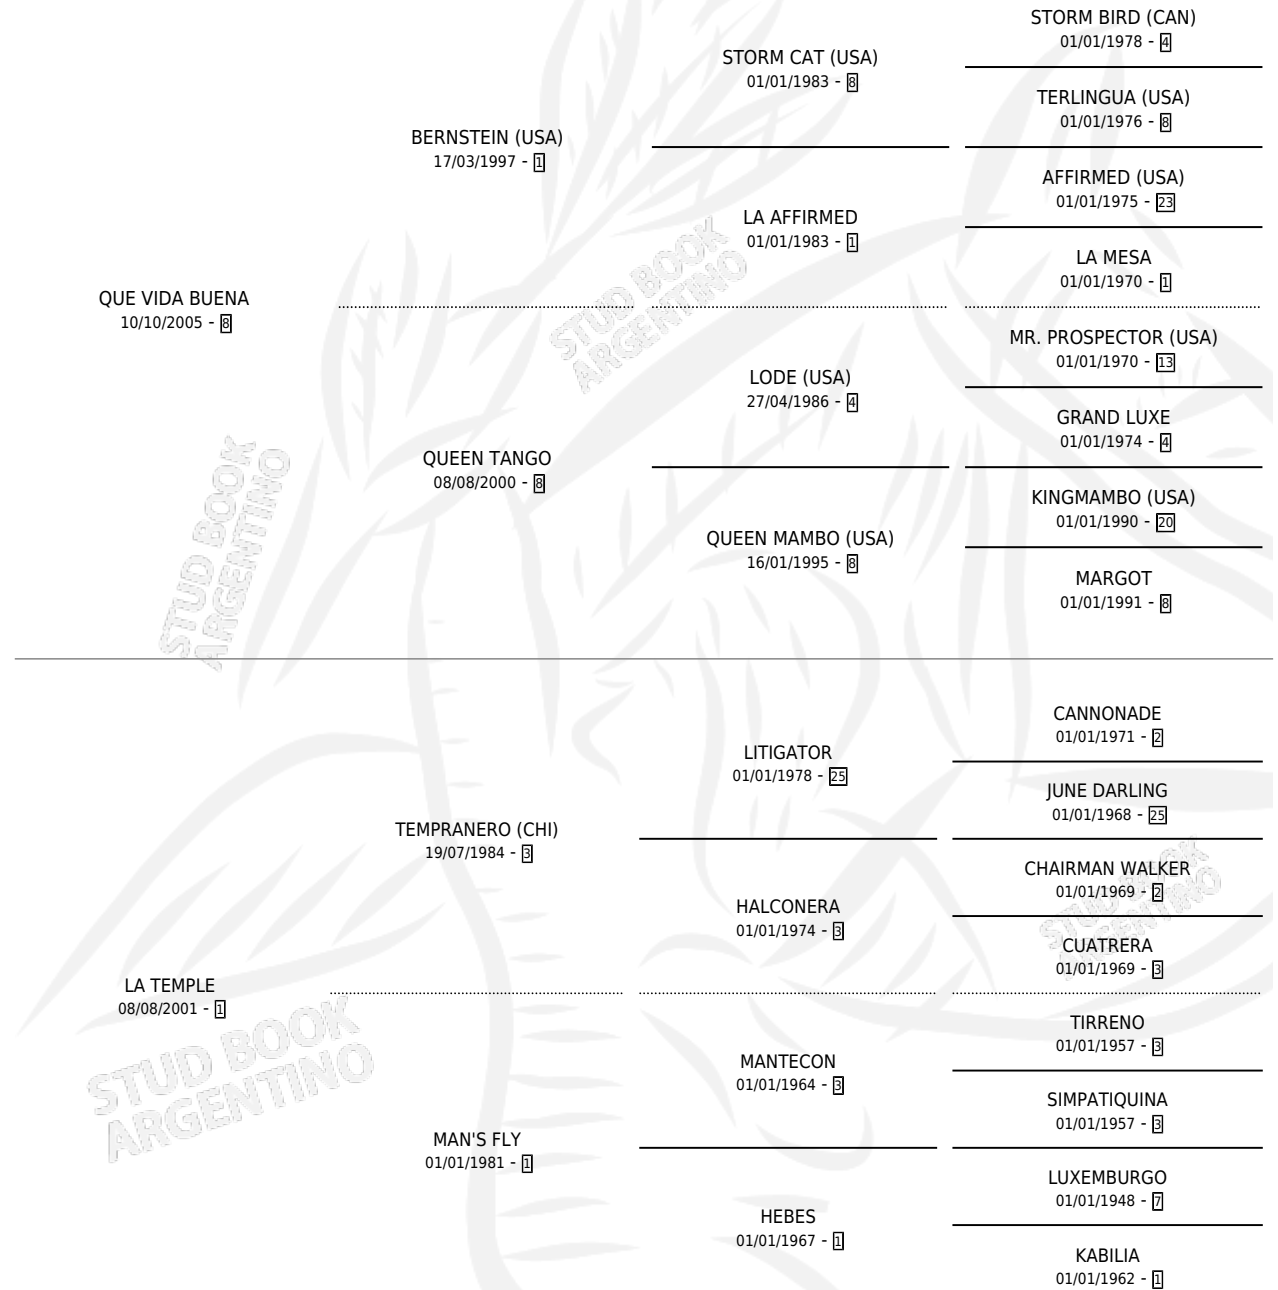 STORM BIRD (CAN)
01/01/1978 - 4
STORM CAT (USA)
01/01/1983 - 8
TERLINGUA (USA)
01/01/1976 - 8
BERNSTEIN (USA)
17/03/1997 - 1
AFFIRMED (USA)
01/01/1975 - 23
LA AFFIRMED
01/01/1983 - 1
LA MESA
01/01/1970 - 1
QUE VIDA BUENA
10/10/2005 - 8
MR. PROSPECTOR (USA)
01/01/1970 - 13
LODE (USA)
27/04/1986 - 4
GRAND LUXE
01/01/1974 - 4
QUEEN TANGO
08/08/2000 - 8
KINGMAMBO (USA)
01/01/1990 - 20
QUEEN MAMBO (USA)
16/01/1995 - 8
MARGOT
01/01/1991 - 8
CANNONADE
01/01/1971 - 2
LITIGATOR
01/01/1978 - 25
JUNE DARLING
01/01/1968 - 25
TEMPRANERO (CHI)
19/07/1984 - 3
CHAIRMAN WALKER
01/01/1969 - 2
HALCONERA
01/01/1974 - 3
CUATRERA
01/01/1969 - 3
LA TEMPLE
08/08/2001 - 1
TIRRENO
01/01/1957 - 3
MANTECON
01/01/1964 - 3
SIMPATIQUINA
01/01/1957 - 3
MAN'S FLY
01/01/1981 - 1
LUXEMBURGO
01/01/1948 - 7
HEBES
01/01/1967 - 1
KABILIA
01/01/1962 - 1
STUD BOOK
ARGENTINO
STUD BOOK
ARGENTINO
STUD BOOK
ARGENTINO
STUD BOOK
ARGENTINO